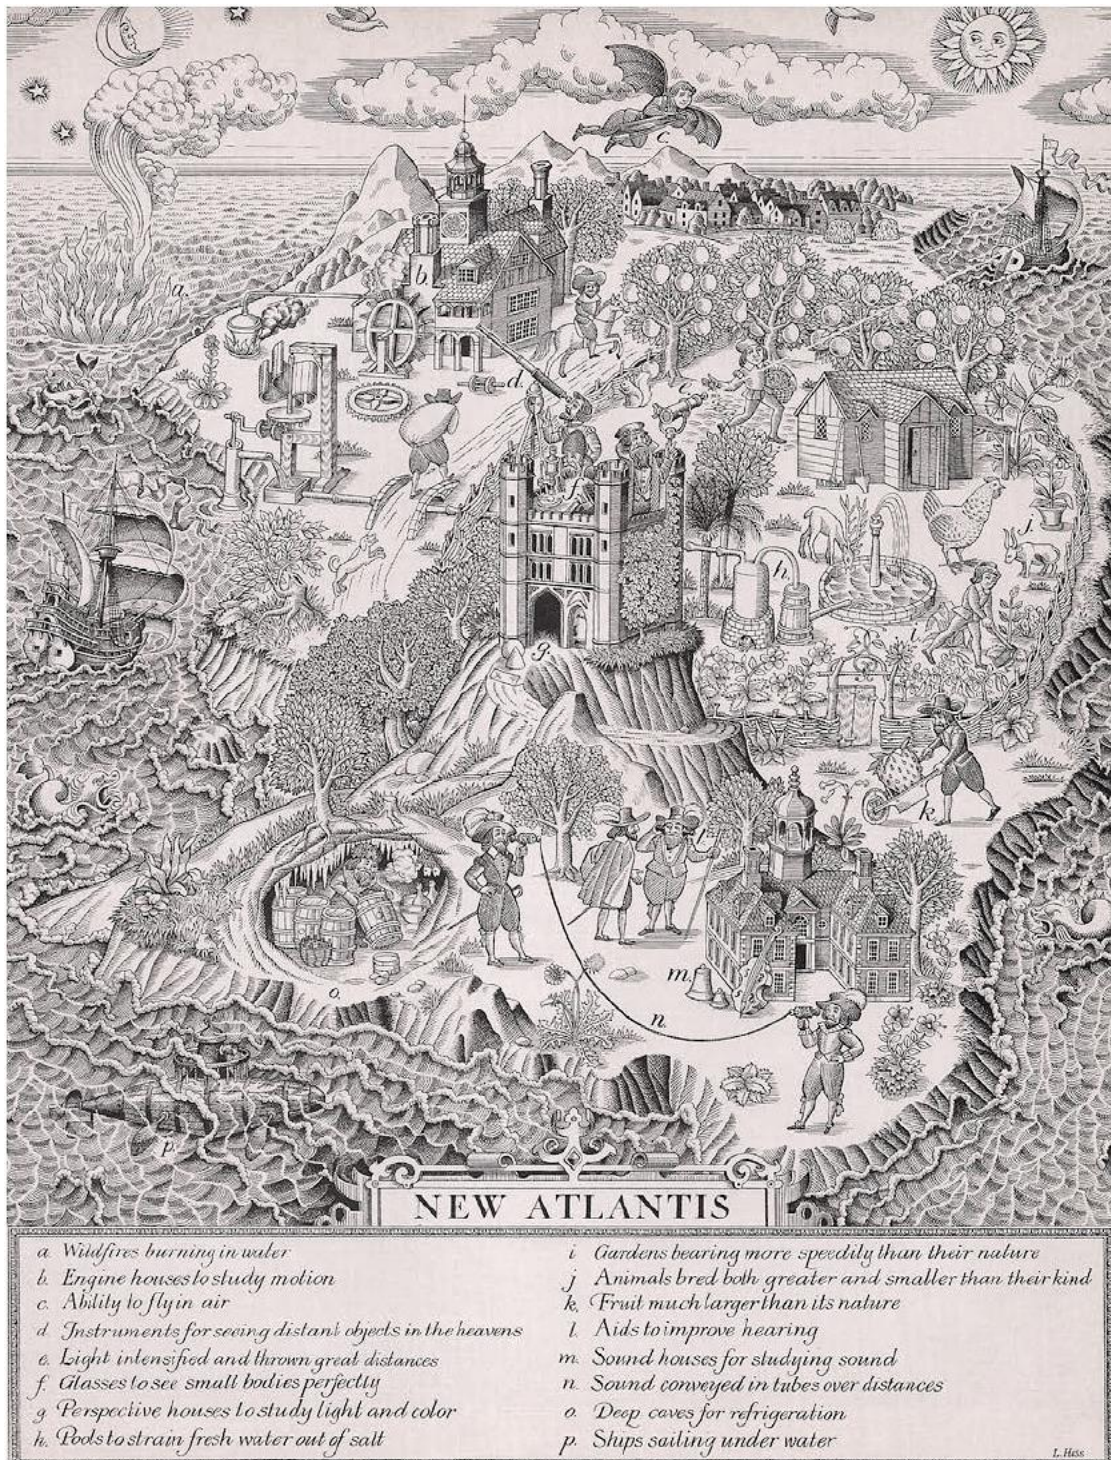 c.
a.
b.
d.
e
f
h
j
i
g.
k.
l
m.
n.
o.
p.
NEW ATLANTIS
a Wildfires burning in water
b. Engine houses to study motion
c. Ability to fly in air
d Instruments for seeing distant objects in the heavens
e. Light intensified and thrown great distances
f. Glasses to see small bodies perfectly
g Perspective houses to study light and color
h. Pools to strain fresh water out of salt
i Gardens bearing more speedily than their nature
j Animals bred both greater and smaller than their kind
k. Fruit much larger than its nature
l. Aids to improve hearing
m. Sound houses for studying sound
n. Sound conveyed in tubes over distances
o. Deep caves for refrigeration
p. Ships sailing under water
L. Hess